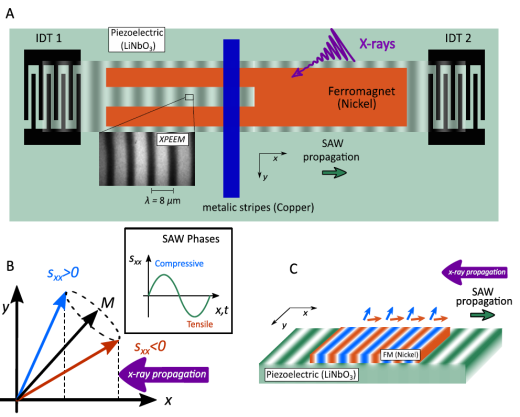 A
IDT 1
Piezoelectric
(LiNbO3)
X-rays
IDT 2
Ferromagnet
(Nickel)
XPEEM
x
y
SAW
propagation
λ = 8 μm
metalic stripes (Copper)
B
y
sxx>0
M
sxx<0
x-ray propagation
x
SAW Phases
sxx
Compressive
x,t
Tensile
C
x-ray propagation
SAW
propagation
x
y
FM (Nickel)
Piezoelectric (LiNbO3)